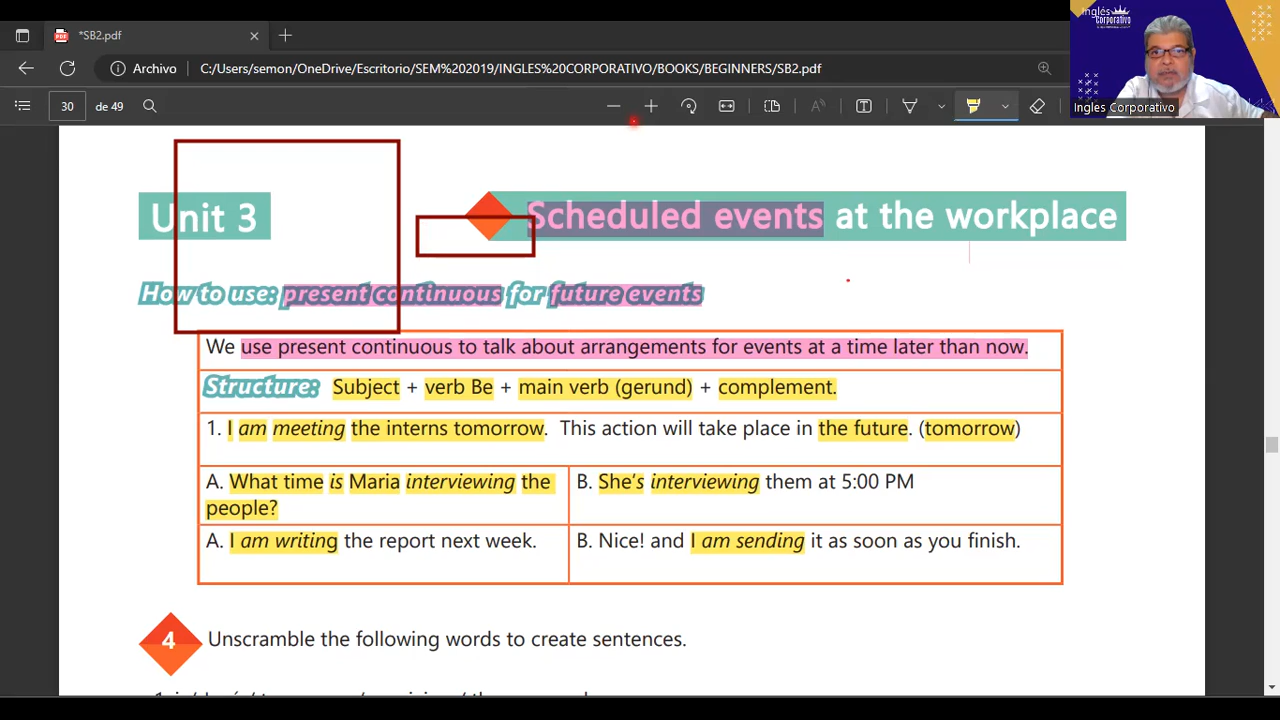 *SB2.pdf
Archivo C:/Users/semon/OneDrive/Escritorio/SEM%202019/INGLES%20CORPORATIVO/BOOKS/BEGINNERS/SB2.pdf
30 de 49
Inglés
Corporativo
Ingles Corporativo
Unit 3 Scheduled events at the workplace
How to use: present continuous for future events
We use present continuous to talk about arrangements for events at a time later than now.
Structure: Subject + verb Be + main verb (gerund) + complement.
1. I am meeting the interns tomorrow. This action will take place in the future. (tomorrow)
A. What time is Maria interviewing the people?
B. She's interviewing them at 5:00 PM
A. I am writing the report next week.
B. Nice! and I am sending it as soon as you finish.
4 Unscramble the following words to create sentences.